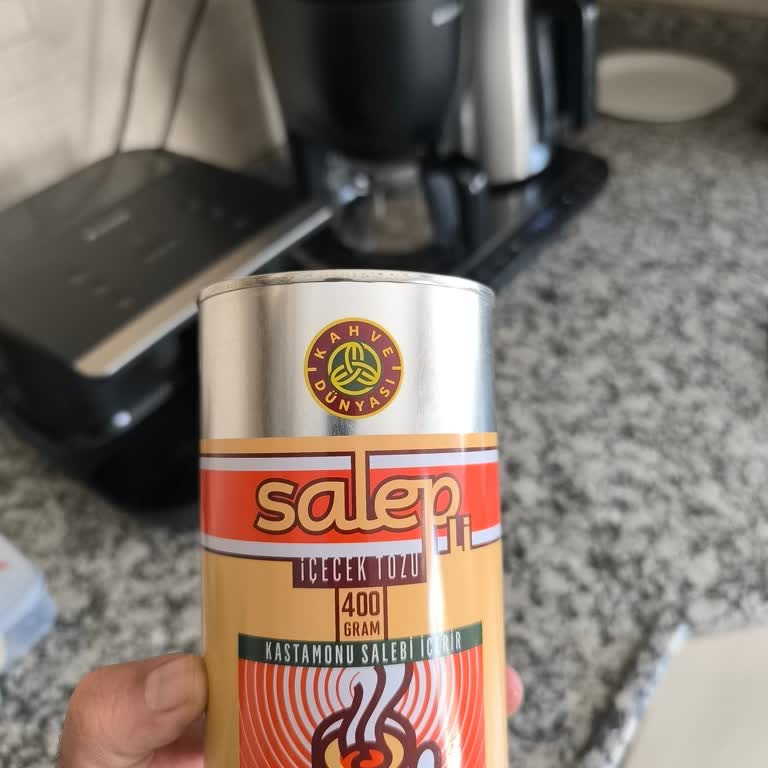 KAHVE
DÜNYASI
salepli
İÇECEK TOZU
400
GRAM
KASTAMONU SALEBİ İÇERİR